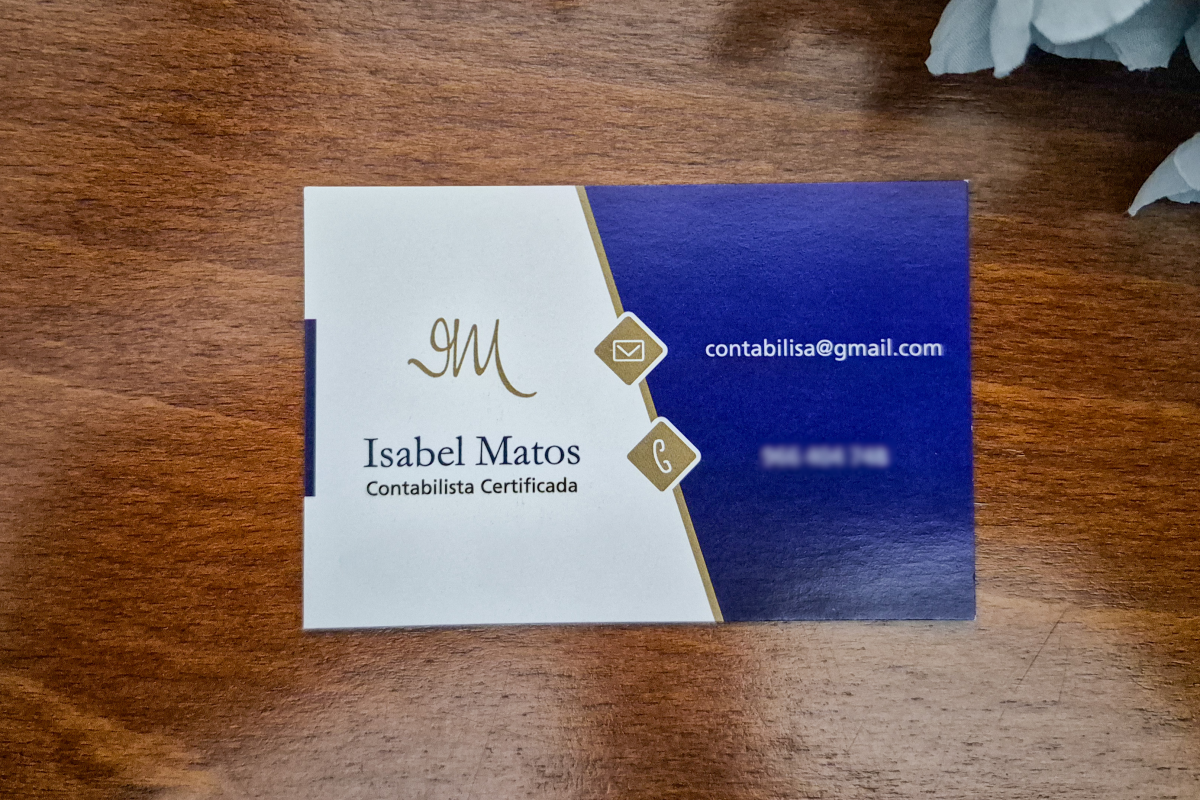 IM
Isabel Matos
Contabilista Certificada
contabilisa@gmail.com